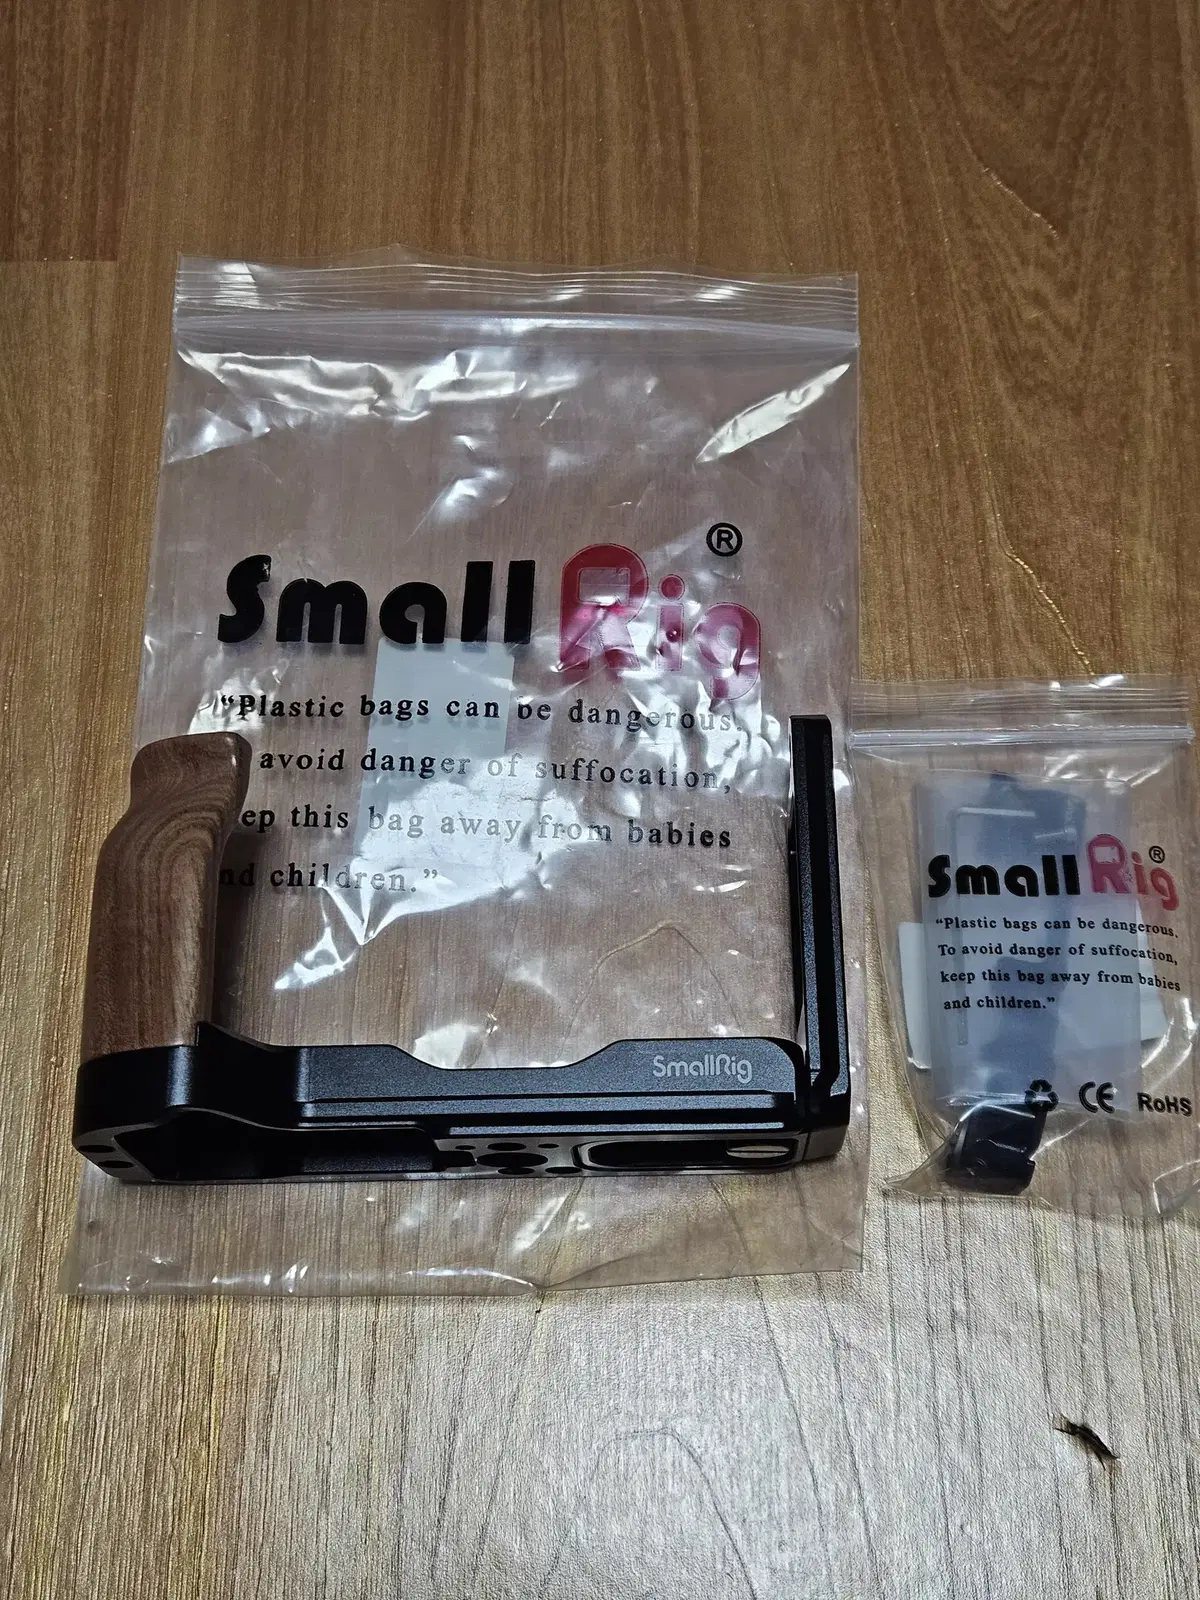 SmallRig®
“Plastic bags can be dangerous.
avoid danger of suffocation,
ep this bag away from babies
nd children.”
SmallRig
SmallRig®
“Plastic bags can be dangerous.
To avoid danger of suffocation,
keep this bag away from babies
and children.”
CE RoHS